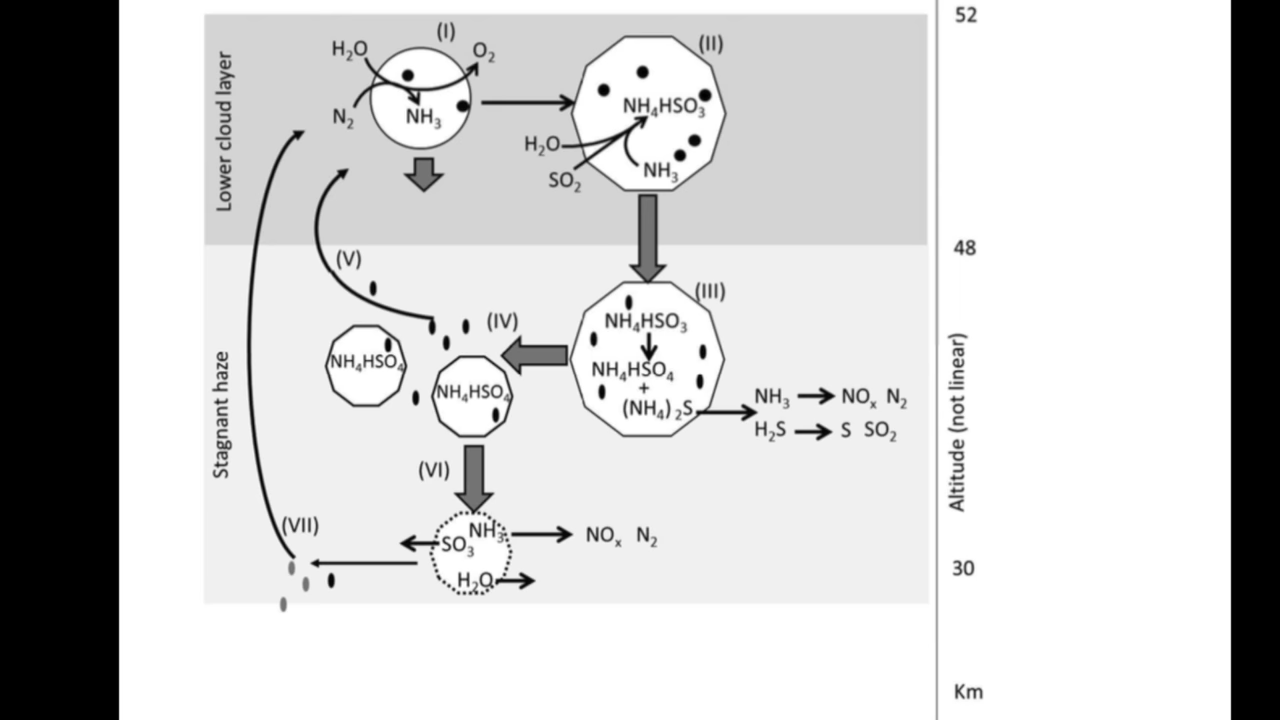 52
(I)
H₂O
O₂
(II)
N₂
NH₃
NH₄HSO₃
H₂O
SO₂
NH₃
Lower cloud layer
48
(V)
(III)
NH₄HSO₃
(IV)
NH₄HSO₄
NH₄HSO₄
NH₄HSO₄
+
(NH₄)₂S
NH₃ NOₓ N₂
H₂S S SO₂
Stagnant haze
Altitude (not linear)
(VI)
(VII)
NH₃ NOₓ N₂
SO₃
H₂O
30
Km